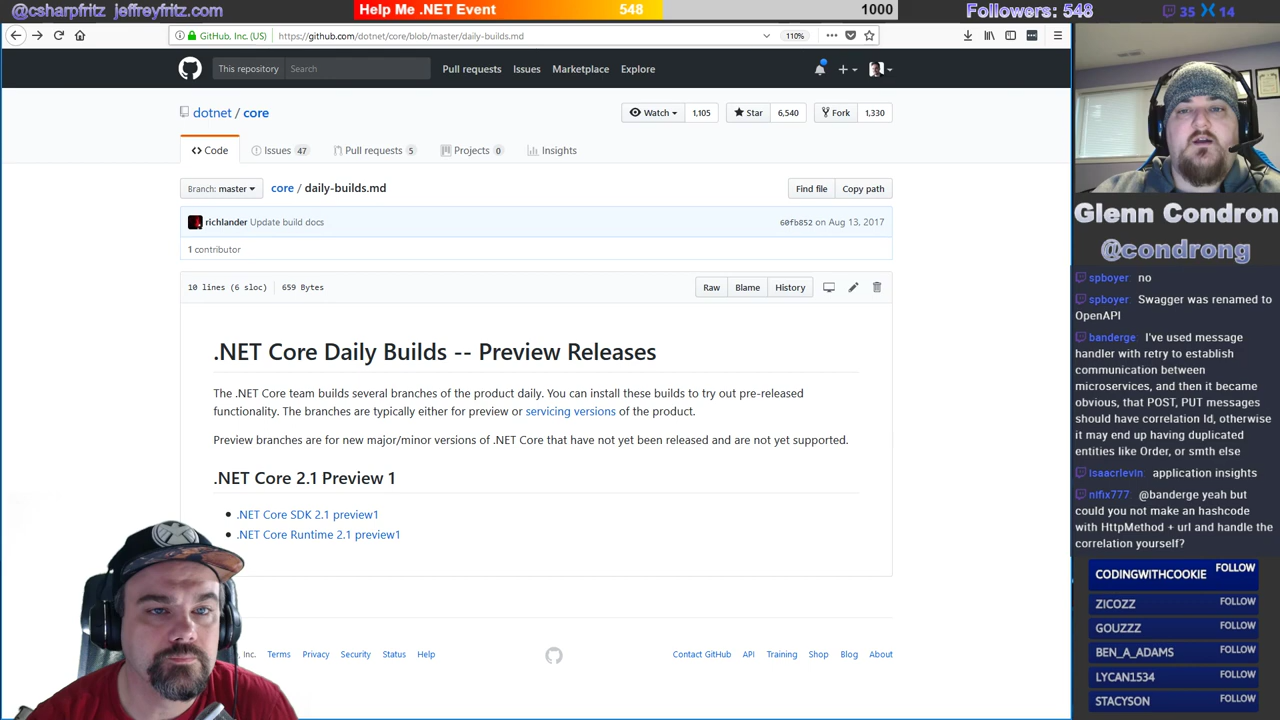 @csharpfritz jeffreyfritz.com
Help Me .NET Event 548 1000
Followers: 548
35 14
GitHub, Inc. (US) https://github.com/dotnet/core/blob/master/daily-builds.md 110%
This repository Search Pull requests Issues Marketplace Explore
dotnet / core
Watch 1,105 Star 6,540 Fork 1,330
Code Issues 47 Pull requests 5 Projects 0 Insights
Branch: master core / daily-builds.md Find file Copy path
richlander Update build docs 60fb852 on Aug 13, 2017
1 contributor
10 lines (6 sloc) 659 Bytes Raw Blame History
.NET Core Daily Builds -- Preview Releases
The .NET Core team builds several branches of the product daily. You can install these builds to try out pre-released
functionality. The branches are typically either for preview or servicing versions of the product.
Preview branches are for new major/minor versions of .NET Core that have not yet been released and are not yet supported.
.NET Core 2.1 Preview 1
.NET Core SDK 2.1 preview1
.NET Core Runtime 2.1 preview1
, Inc. Terms Privacy Security Status Help Contact GitHub API Training Shop Blog About
Glenn Condron
@condrong
spboyer: no
spboyer: Swagger was renamed to
OpenAPI
banderge: I've used message
handler with retry to establish
communication between
microservices, and then it became
obvious, that POST, PUT messages
should have correlation Id, otherwise
it may end up having duplicated
entities like Order, or smth else
isaacrlevin: application insights
nifix777: @banderge yeah but
could you not make an hashcode
with HttpMethod + url and handle the
correlation yourself?
CODINGWITHCOOKIE FOLLOW
ZICOZZ FOLLOW
GOUZZZ FOLLOW
BEN_A_ADAMS FOLLOW
LYCAN1534 FOLLOW
STACYSON FOLLOW